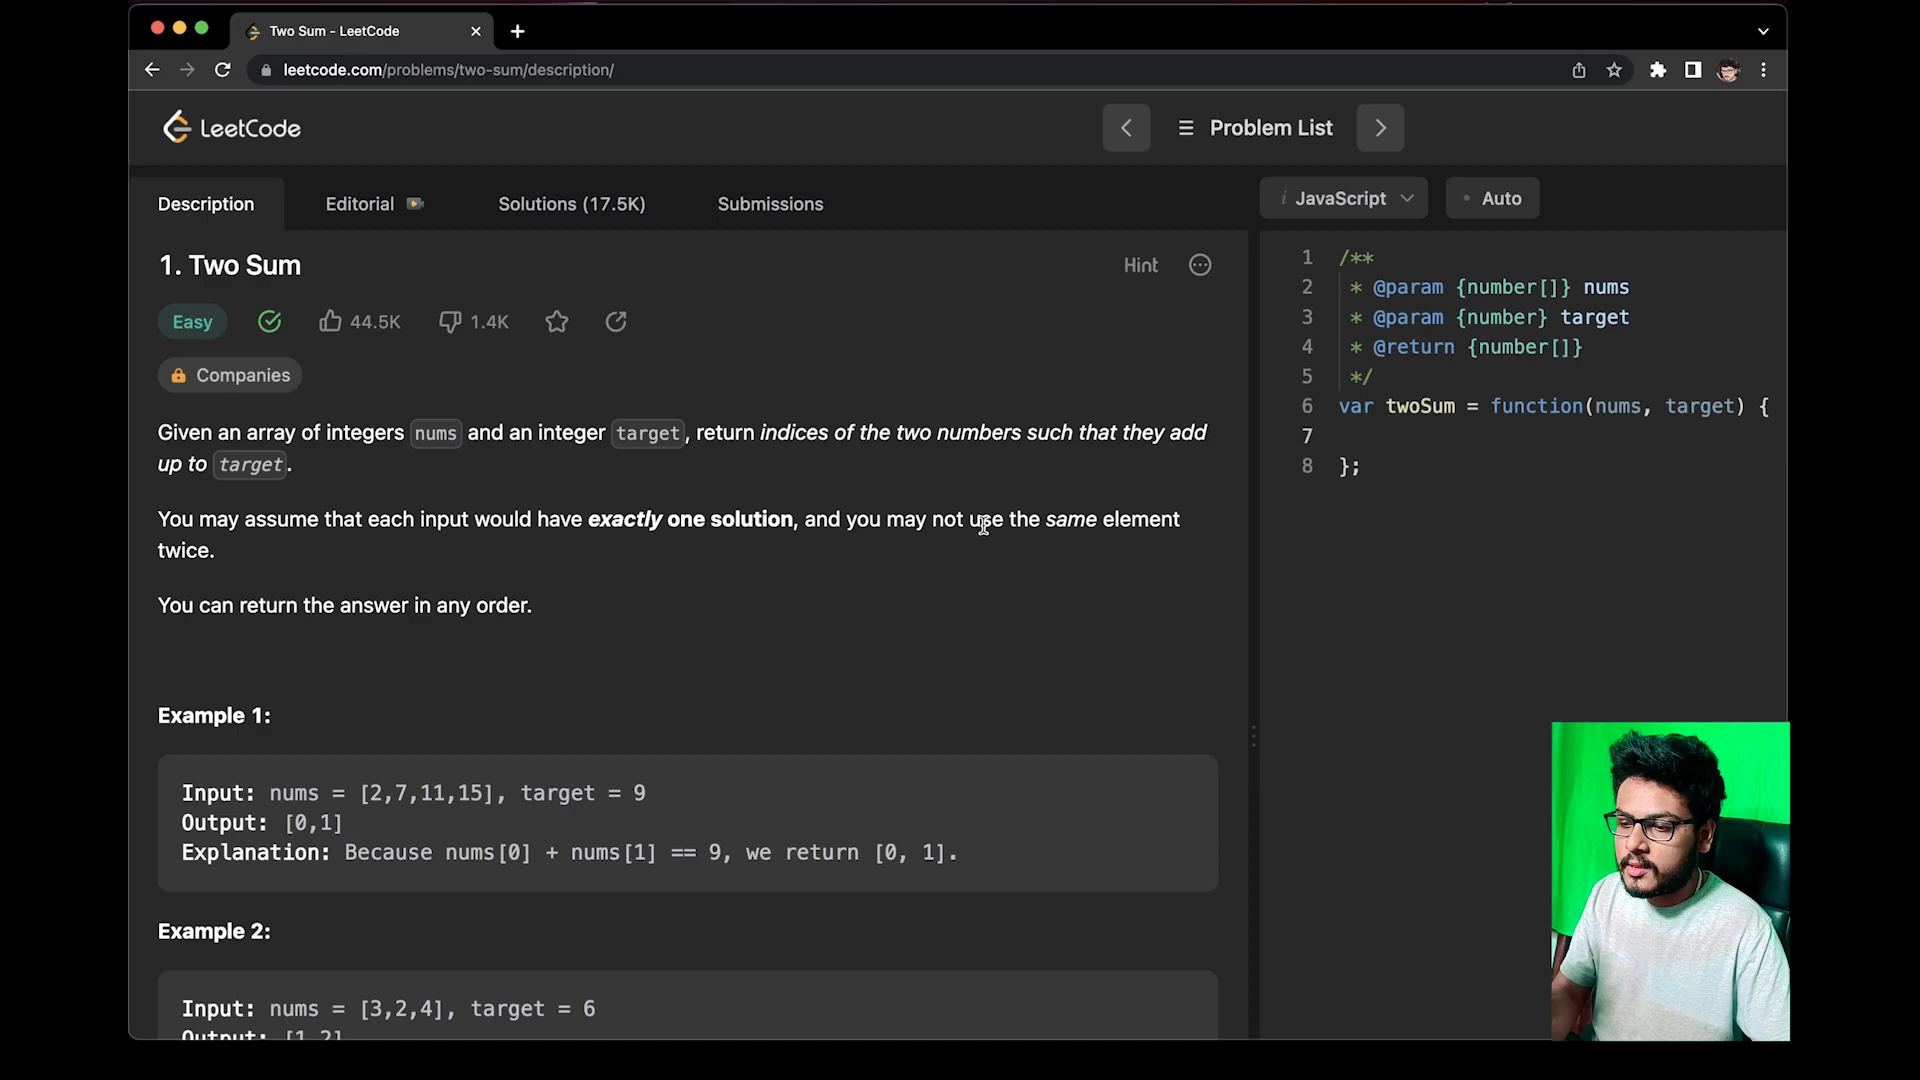 Two Sum - LeetCode
leetcode.com/problems/two-sum/description/
LeetCode
Problem List
Description
Editorial
Solutions (17.5K)
Submissions
JavaScript
Auto
1. Two Sum
Hint
Easy
44.5K
1.4K
Companies
Given an array of integers nums and an integer target, return indices of the two numbers such that they add
up to target.
You may assume that each input would have exactly one solution, and you may not use the same element
twice.
You can return the answer in any order.
Example 1:
Input: nums = [2,7,11,15], target = 9
Output: [0,1]
Explanation: Because nums[0] + nums[1] == 9, we return [0, 1].
Example 2:
Input: nums = [3,2,4], target = 6
Output: [1,2]
1 /**
2 * @param {number[]} nums
3 * @param {number} target
4 * @return {number[]}
5 */
6 var twoSum = function(nums, target) {
7
8 };